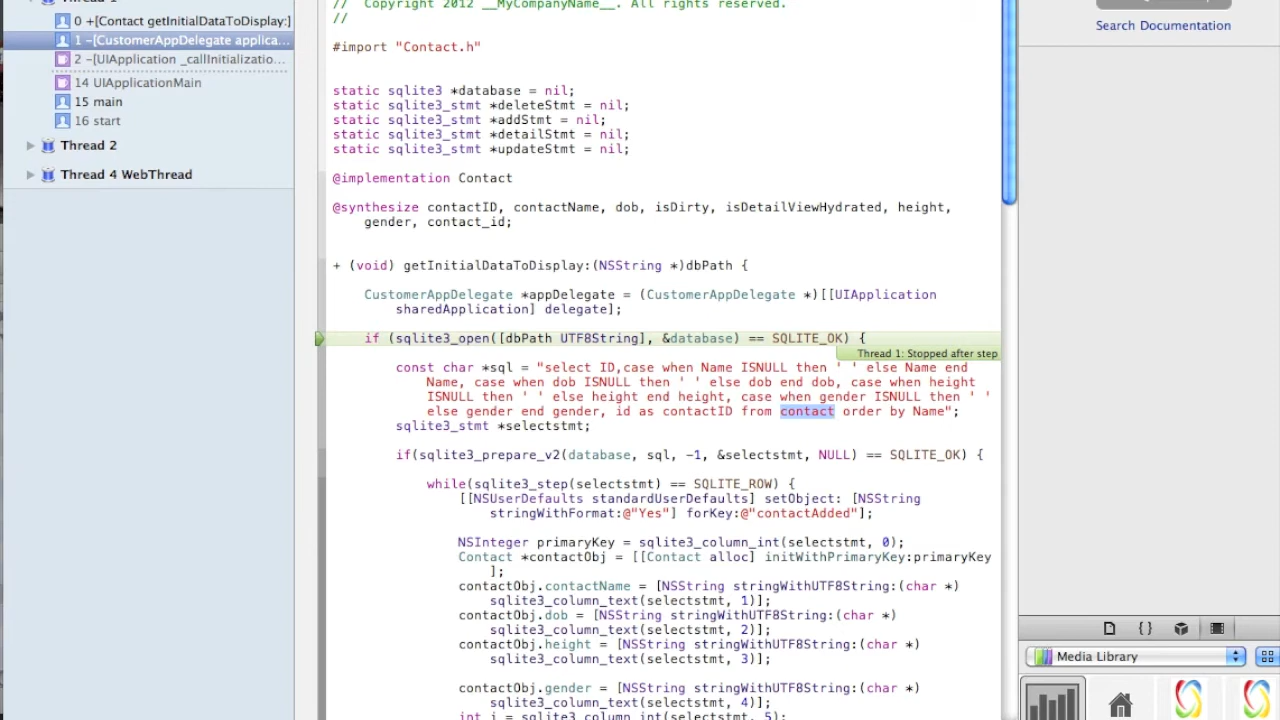 0 +[Contact getInitialDataToDisplay:]
1 -[CustomerAppDelegate applica...
2 -[UIApplication _callInitializatio...
14 UIApplicationMain
15 main
16 start
Thread 2
Thread 4 WebThread
// Copyright 2012 __MyCompanyName__. All rights reserved.
//
#import "Contact.h"
static sqlite3 *database = nil;
static sqlite3_stmt *deleteStmt = nil;
static sqlite3_stmt *addStmt = nil;
static sqlite3_stmt *detailStmt = nil;
static sqlite3_stmt *updateStmt = nil;
@implementation Contact
@synthesize contactID, contactName, dob, isDirty, isDetailViewHydrated, height,
gender, contact_id;
+ (void) getInitialDataToDisplay:(NSString *)dbPath {
CustomerAppDelegate *appDelegate = (CustomerAppDelegate *)[[UIApplication
sharedApplication] delegate];
if (sqlite3_open([dbPath UTF8String], &database) == SQLITE_OK) {
Thread 1: Stopped after step
const char *sql = "select ID,case when Name ISNULL then ' ' else Name end
Name, case when dob ISNULL then ' ' else dob end dob, case when height
ISNULL then ' ' else height end height, case when gender ISNULL then ' '
else gender end gender, id as contactID from contact order by Name";
sqlite3_stmt *selectstmt;
if(sqlite3_prepare_v2(database, sql, -1, &selectstmt, NULL) == SQLITE_OK) {
while(sqlite3_step(selectstmt) == SQLITE_ROW) {
[[NSUserDefaults standardUserDefaults] setObject: [NSString
stringWithFormat:@"Yes"] forKey:@"contactAdded"];
NSInteger primaryKey = sqlite3_column_int(selectstmt, 0);
Contact *contactObj = [[Contact alloc] initWithPrimaryKey:primaryKey
];
contactObj.contactName = [NSString stringWithUTF8String:(char *)
sqlite3_column_text(selectstmt, 1)];
contactObj.dob = [NSString stringWithUTF8String:(char *)
sqlite3_column_text(selectstmt, 2)];
contactObj.height = [NSString stringWithUTF8String:(char *)
sqlite3_column_text(selectstmt, 3)];
contactObj.gender = [NSString stringWithUTF8String:(char *)
sqlite3_column_text(selectstmt, 4)];
int i = sqlite3_column_int(selectstmt, 5);
Search Documentation
{ }
Media Library